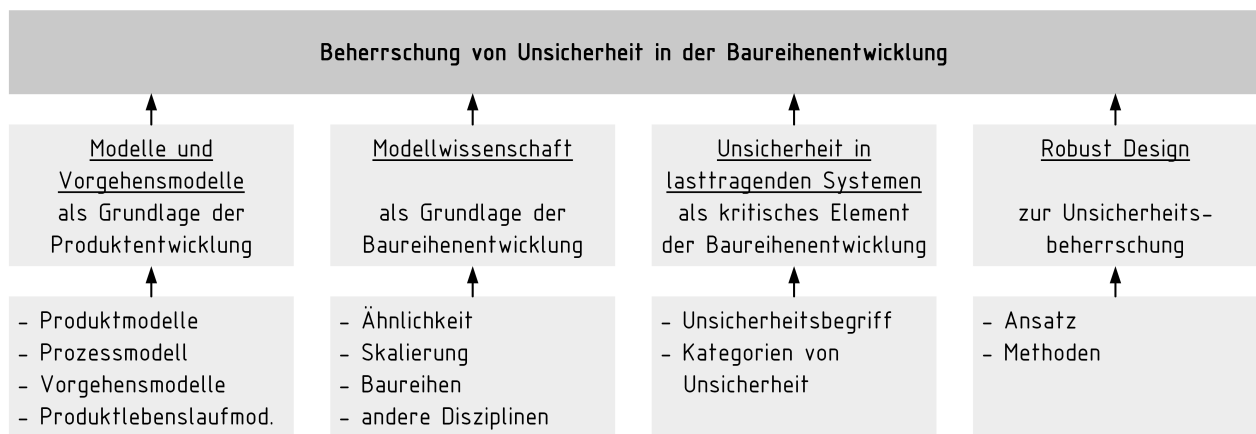 Beherrschung von Unsicherheit in der Baureihenentwicklung
Modelle und
Vorgehensmodelle
als Grundlage der
Produktentwicklung
Modellwissenschaft
als Grundlage der
Baureihenentwicklung
Unsicherheit in
lasttragenden Systemen
als kritisches Element
der Baureihenentwicklung
Robust Design
zur Unsicherheits-
beherrschung
- Produktmodelle
- Prozessmodell
- Vorgehensmodelle
- Produktlebenslaufmod.
- Ähnlichkeit
- Skalierung
- Baureihen
- andere Disziplinen
- Unsicherheitsbegriff
- Kategorien von
Unsicherheit
- Ansatz
- Methoden